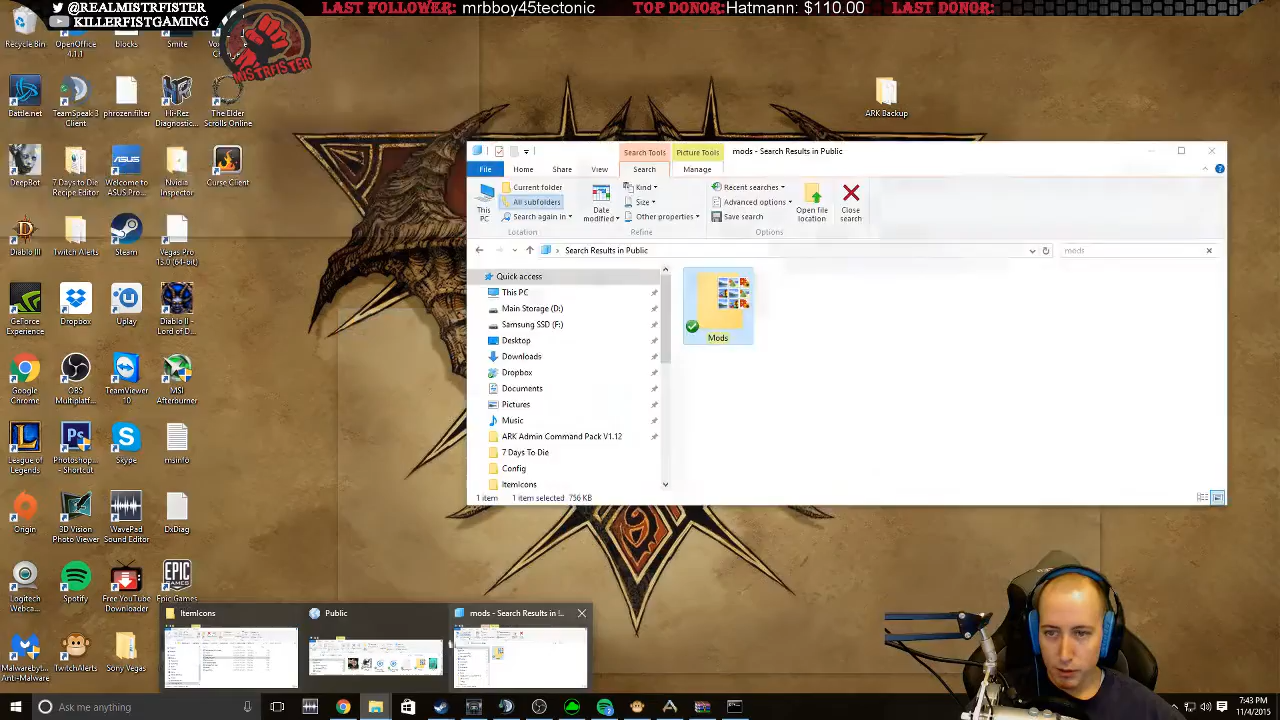 @REALMISTRFISTER
KILLERFISTGAMING
LAST FOLLOWER: mrbboy45tectonic
TOP DONOR: Hatmann: $110.00
LAST DONOR:
MISTRFISTER
Recycle Bin
OpenOffice 4.1.1
Blocks
Smite
Battle.net
TeamSpeak 3 Client
phrozen.filter
Hi-Rez Diagnostic...
The Elder Scrolls Online
DeepBot
7 Days to Die Recipe Editor
Welcome to ASUS Pro...
Nvidia Inspector
Curse Client
Diablo III
Twitch Alerts
Steam
Vegas Pro 13.0 (64-bit)
GeForce Experience
Dropbox
Uplay
Diablo II - Lord of D...
Google Chrome
OBS Multiplatf...
TeamViewer 10
MSI Afterburner
League of Legends
Photoshop... - Shortcut
Skype
msinfo
Origin
3D Vision Photo Viewer
WavePad Sound Editor
DxDiag
Logitech Webca...
Spotify
Free YouTube Downloader
Epic Games
TwitchTest
Sony Vegas
ARK Backup
Search Tools
Picture Tools
mods - Search Results in Public
File
Home
Share
View
Search
Manage
This PC
Current folder
All subfolders
Search again in
Location
Date modified
Kind
Size
Other properties
Refine
Recent searches
Advanced options
Save search
Options
Open file location
Close search
Search Results in Public
mods
Quick access
This PC
Main Storage (D:)
Samsung SSD (F:)
Desktop
Downloads
Dropbox
Documents
Pictures
Music
ARK Admin Command Pack V1.12
7 Days To Die
Config
ItemIcons
Mods
1 item
1 item selected 756 KB
ItemIcons
Public
mods - Search Results in !...
Ask me anything
7:43 PM
11/4/2015